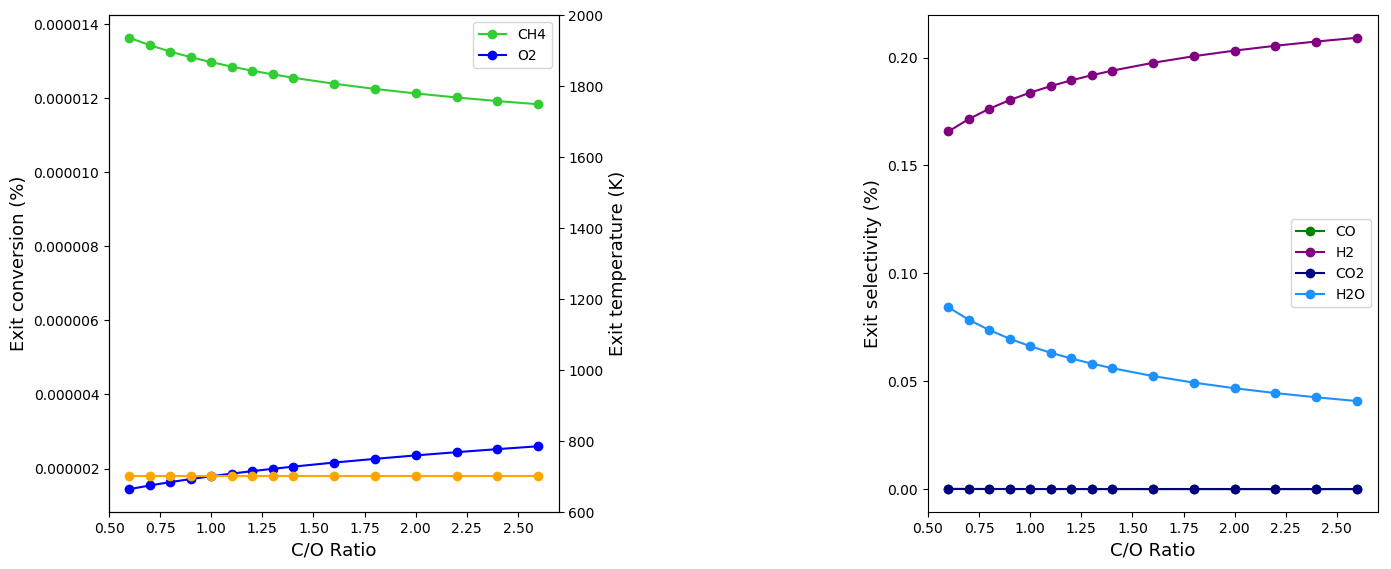 0.000014
0.000012
0.000010
0.000008
0.000006
0.000004
0.000002
Exit conversion (%)
0.50 0.75 1.00 1.25 1.50 1.75 2.00 2.25 2.50
C/O Ratio
CH4
O2
2000
1800
1600
1400
1200
1000
800
600
Exit temperature (K)
0.20
0.15
0.10
0.05
0.00
Exit selectivity (%)
0.50 0.75 1.00 1.25 1.50 1.75 2.00 2.25 2.50
C/O Ratio
CO
H2
CO2
H2O